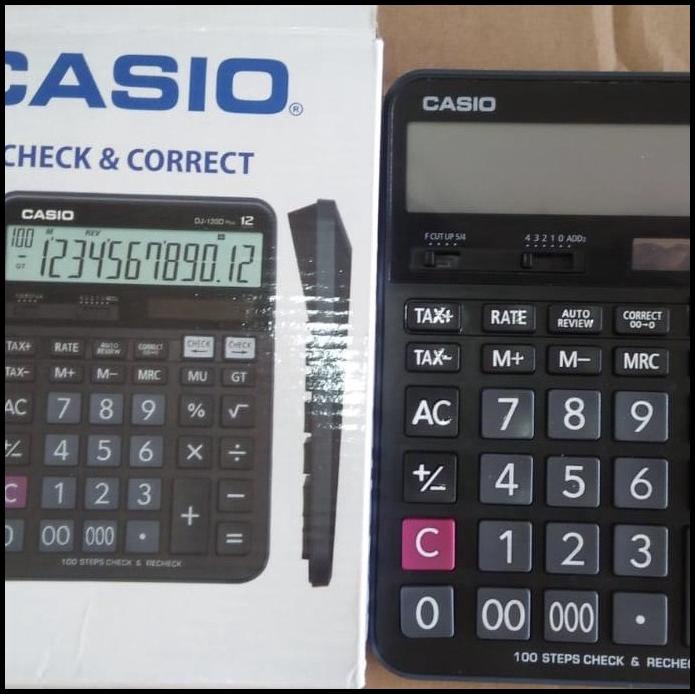 CASIO®
CHECK & CORRECT
CASIO
DJ-120D Plus 12
100 M REV
- 1234567890.12
GT
TAX+ RATE AUTO REVIEW CORRECT 00→0 CHECK ← CHECK →
TAX- M+ M- MRC MU GT
AC 7 8 9 % √
+/- 4 5 6 × ÷
C 1 2 3 + -
0 00 000 · =
100 STEPS CHECK & RECHECK
CASIO
F CUT UP 5/4 4 3 2 1 0 ADD₂
TAX+ RATE AUTO REVIEW CORRECT 00→0
TAX- M+ M- MRC
AC 7 8 9
+/- 4 5 6
C 1 2 3
0 00 000 ·
100 STEPS CHECK & RECHE